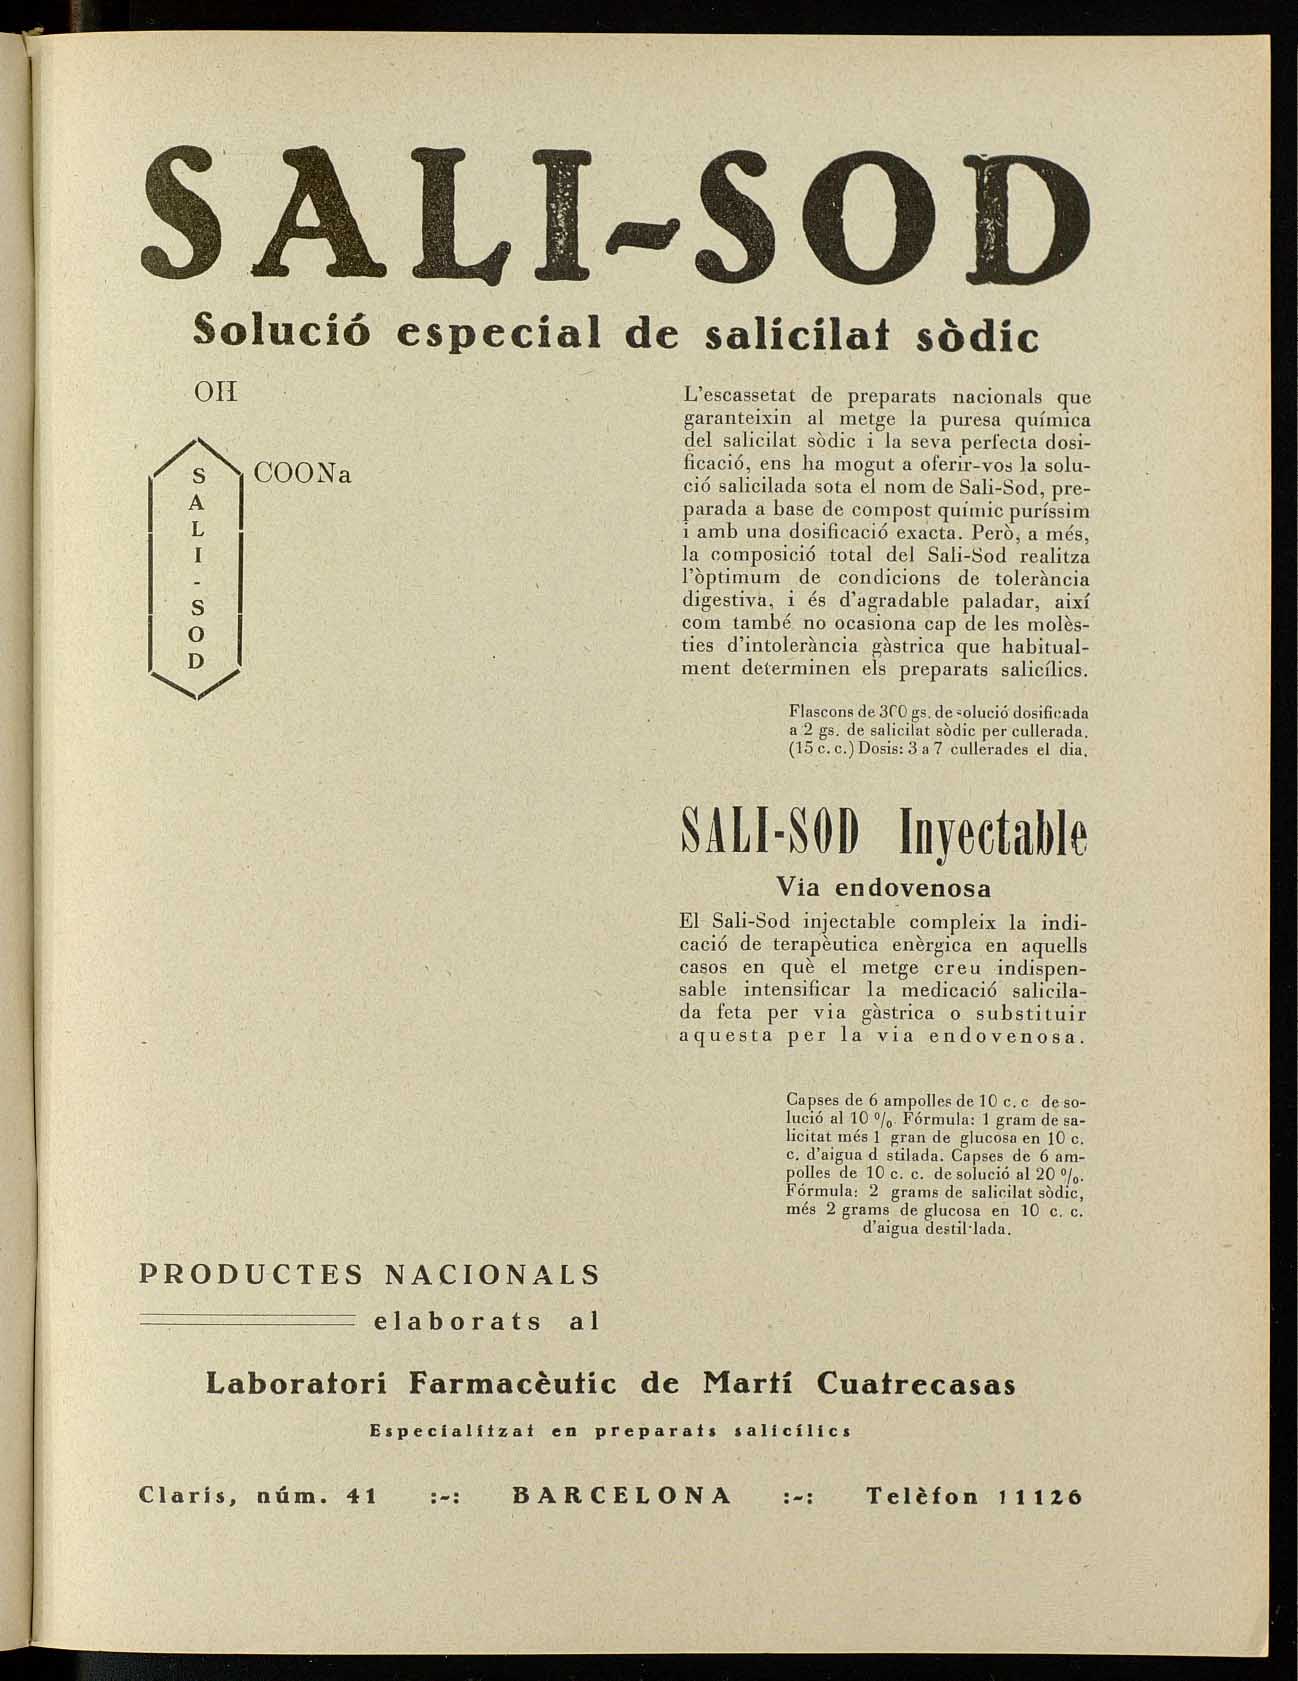 SALI-SOD
Solució especial de salicilat sòdic
OH
COONa
SALI-SOD
L'escassetat de preparats nacionals que
garanteixin al metge la puresa química
del salicilat sòdic i la seva perfecta dosi-
ficació, ens ha mogut a oferir-vos la solu-
ció salicilada sota el nom de Sali-Sod, pre-
parada a base de compost químic puríssim
i amb una dosificació exacta. Però, a més,
la composició total del Sali-Sod realitza
l'òptimum de condicions de tolerància
digestiva, i és d'agradable paladar, així
com també no ocasiona cap de les molès-
ties d'intolerància gàstrica que habitual-
ment determinen els preparats salicílics.
Flascons de 300 gs. de solució dosificada
a 2 gs. de salicilat sòdic per cullerada.
(15 c. c.) Dosis: 3 a 7 cullerades el dia.
SALI-SOD Inyectable
Via endovenosa
El Sali-Sod injectable compleix la indi-
cació de terapèutica enèrgica en aquells
casos en què el metge creu indispen-
sable intensificar la medicació salicila-
da feta per via gàstrica o substituir
aquesta per la via endovenosa.
Capses de 6 ampolles de 10 c. c de so-
lució al 10 %. Fórmula: 1 gram de sa-
licitat més 1 gran de glucosa en 10 c.
c. d'aigua d stilada. Capses de 6 am-
polles de 10 c. c. de solució al 20 %.
Fórmula: 2 grams de salicilat sòdic,
més 2 grams de glucosa en 10 c. c.
d'aigua destil·lada.
PRODUCTES NACIONALS
elaborats al
Laboratori Farmacèutic de Martí Cuatrecasas
Especialitzat en preparats salicílics
Claris, núm. 41 :-: BARCELONA :-: Telèfon 11126